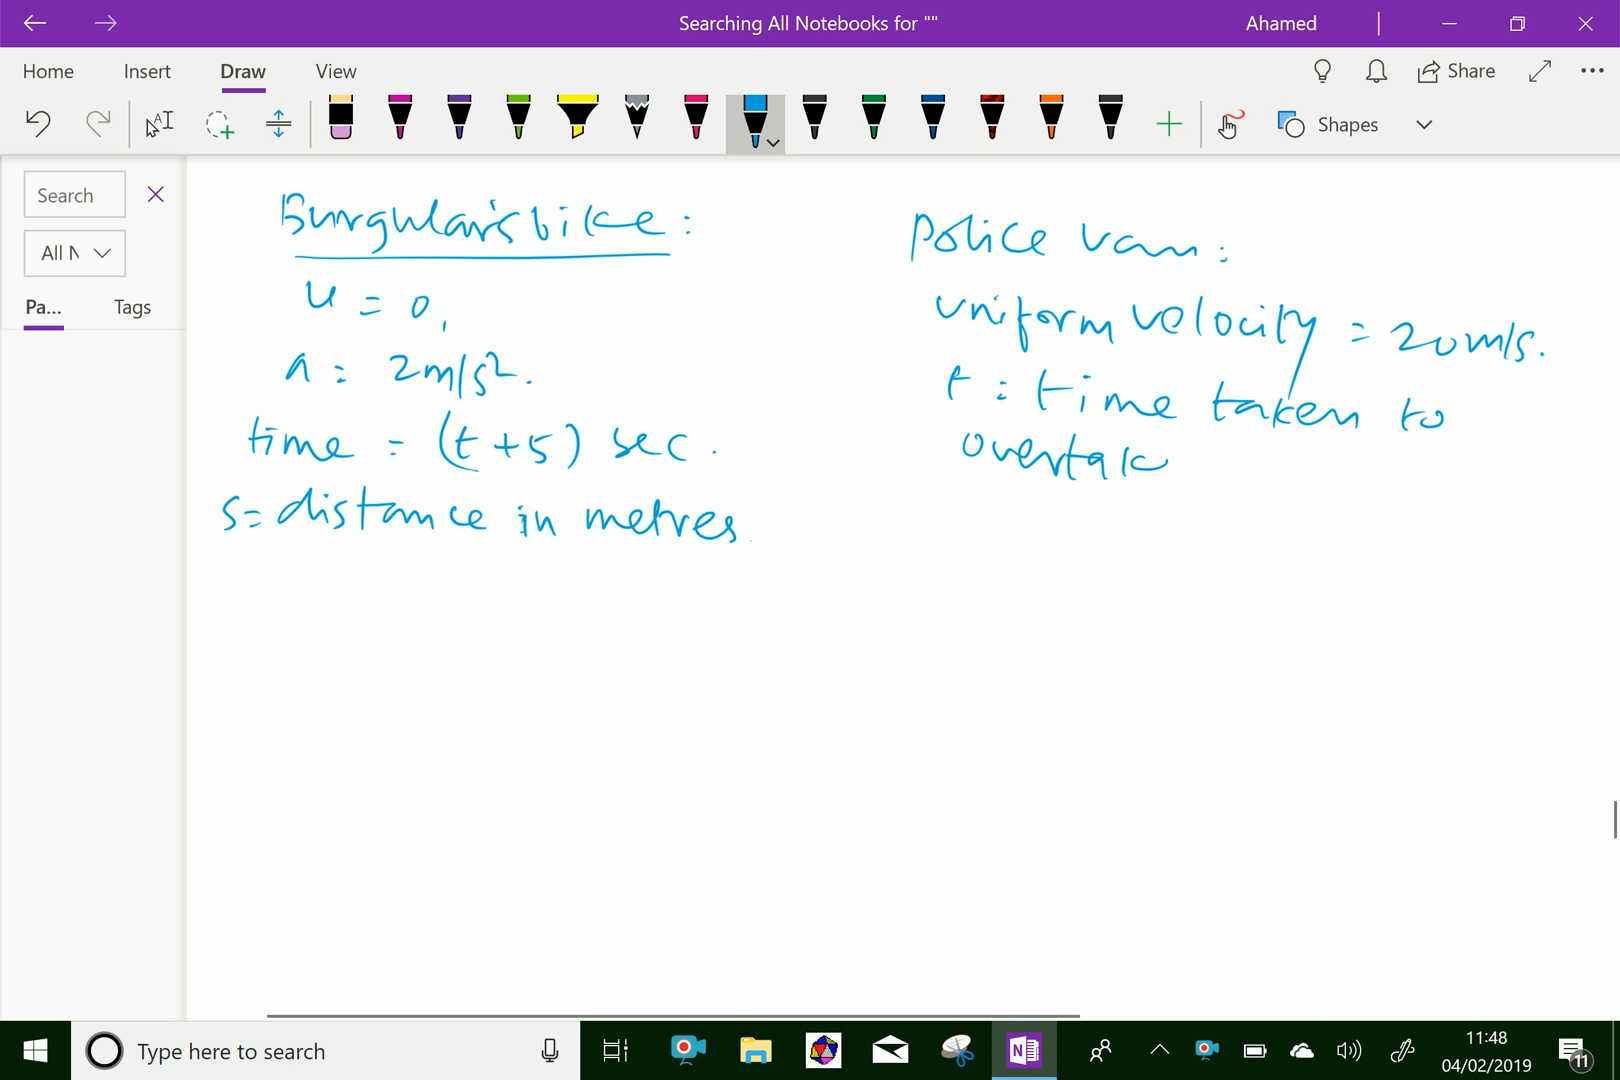 Searching All Notebooks for ""
Ahamed
Home Insert Draw View
Share
Shapes
Search
All N
Pa... Tags
Burgular's bike:
u = 0,
a = 2m/s².
time = (t+5) sec.
s = distance in metres.
Police van:
uniform velocity = 20m/s.
t = time taken to
overtak
Type here to search
11:48
04/02/2019
11